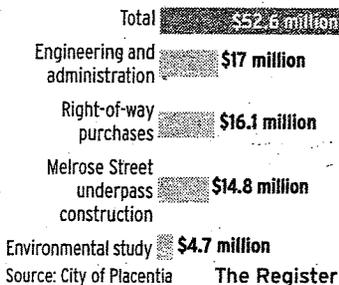 Total $52.6 million
Engineering and
administration $17 million
Right-of-way
purchases $16.1 million
Melrose Street
underpass
construction $14.8 million
Environmental study $4.7 million
Source: City of Placentia The Register